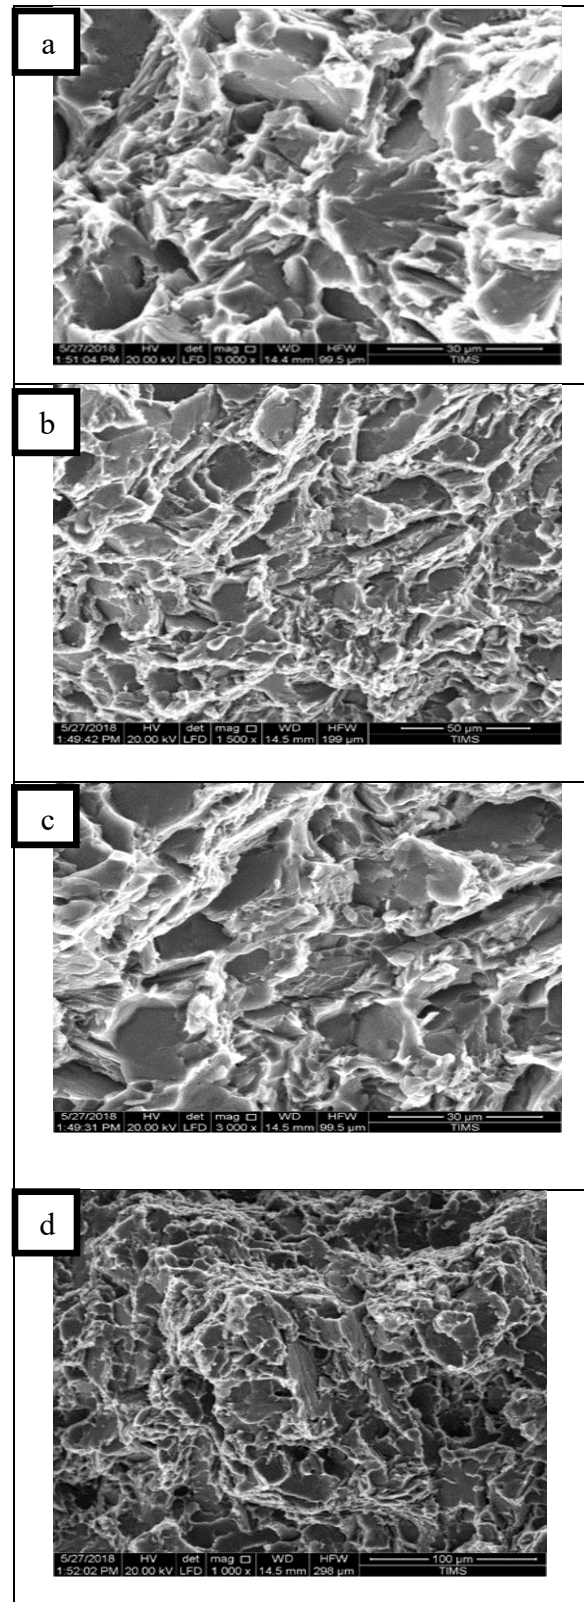 a
5/27/2018 HV det mag WD HFW 30 µm
1:51:04 PM 20.00 kV LFD 3 000 x 14.4 mm 99.5 µm TIMS
b
5/27/2018 HV det mag WD HFW 50 µm
1:49:42 PM 20.00 kV LFD 1 500 x 14.5 mm 199 µm TIMS
c
5/27/2018 HV det mag WD HFW 30 µm
1:49:31 PM 20.00 kV LFD 3 000 x 14.5 mm 99.5 µm TIMS
d
5/27/2018 HV det mag WD HFW 100 µm
1:52:02 PM 20.00 kV LFD 1 000 x 14.5 mm 298 µm TIMS